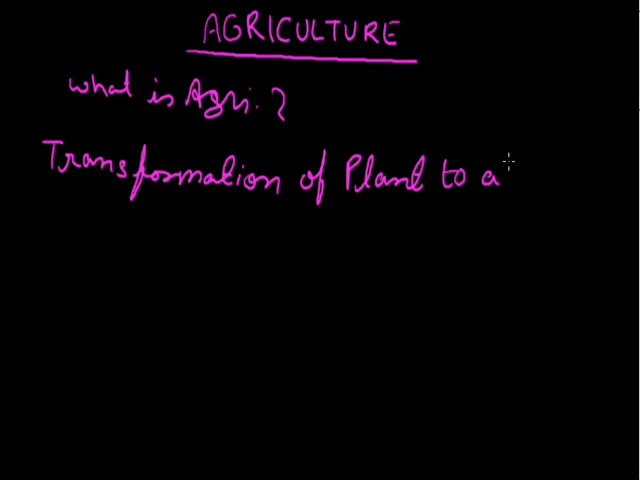 AGRICULTURE
what is Agri. ?
Transformation of Plant to a